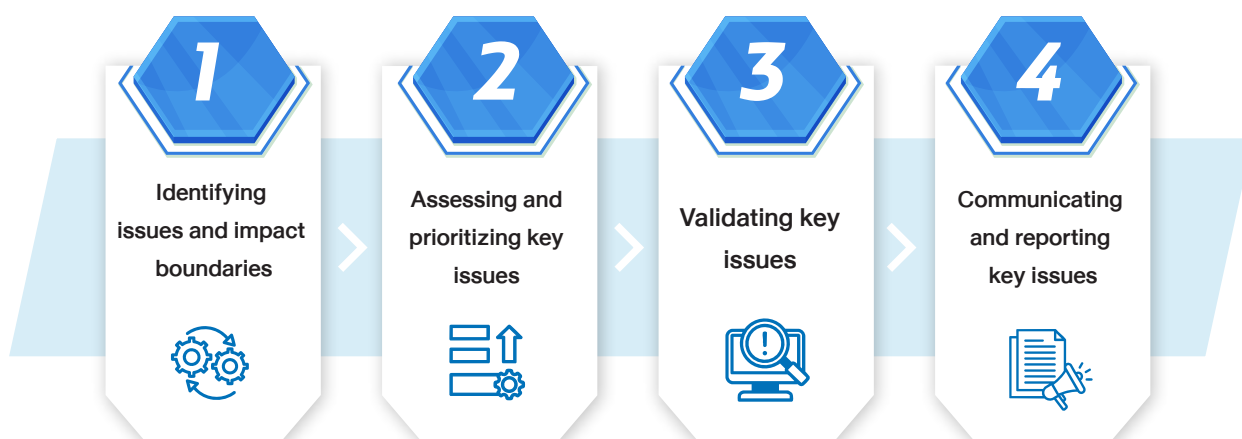 1
Identifying
issues and impact
boundaries
2
Assessing and
prioritizing key
issues
3
Validating key
issues
4
Communicating
and reporting
key issues